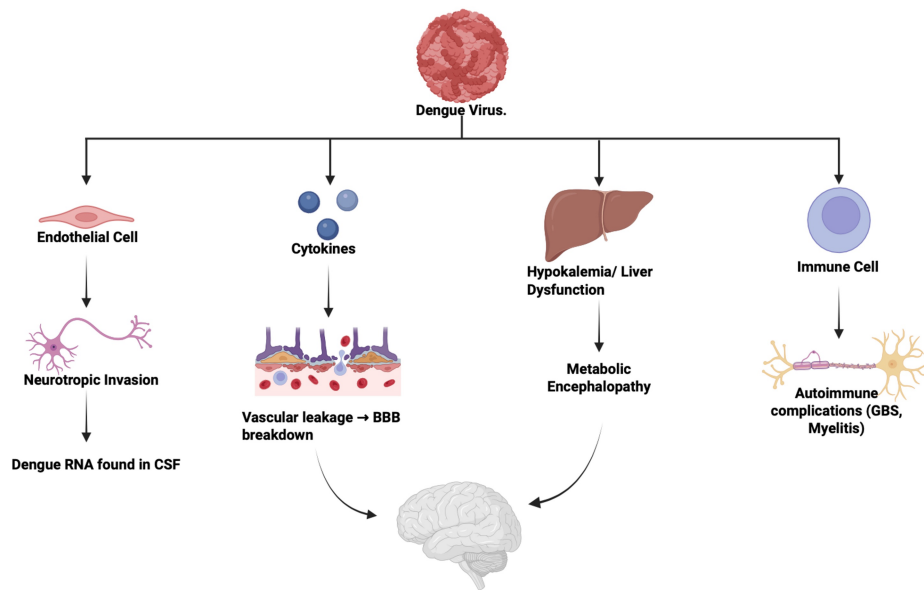 Dengue Virus.
Endothelial Cell
Cytokines
Hypokalemia/ Liver
Dysfunction
Immune Cell
Neurotropic Invasion
Vascular leakage → BBB
breakdown
Metabolic
Encephalopathy
Autoimmune
complications (GBS,
Myelitis)
Dengue RNA found in CSF